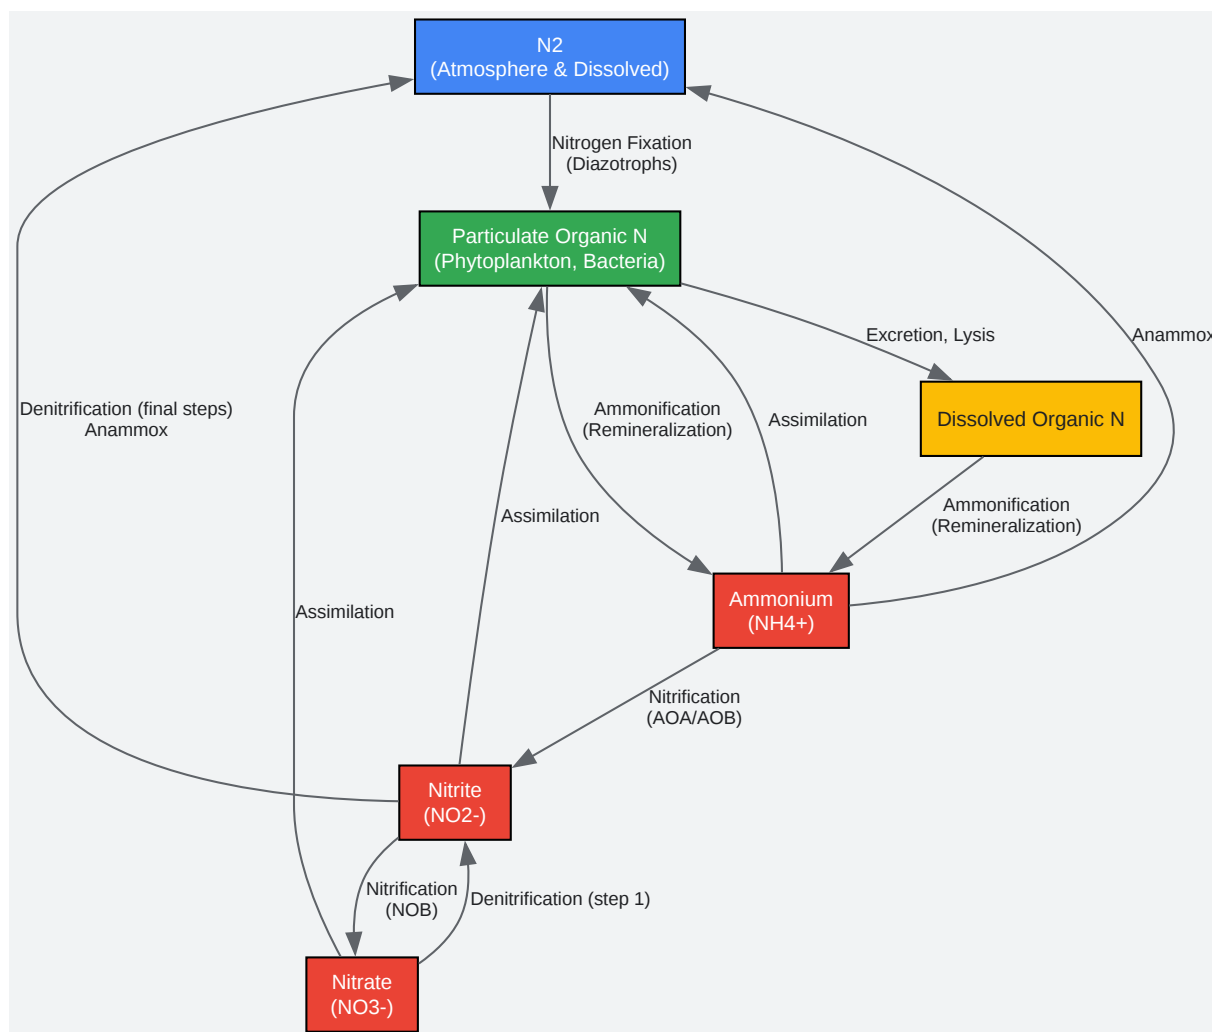 N2
(Atmosphere & Dissolved)
Nitrogen Fixation
(Diazotrophs)
Particulate Organic N
(Phytoplankton, Bacteria)
Excretion, Lysis
Anammox
Denitrification (final steps)
Anammox
Ammonification
(Remineralization)
Assimilation
Dissolved Organic N
Assimilation
Ammonification
(Remineralization)
Assimilation
Ammonium
(NH4+)
Nitrification
(AOA/AOB)
Nitrite
(NO2-)
Nitrification
(NOB)
Denitrification (step 1)
Nitrate
(NO3-)